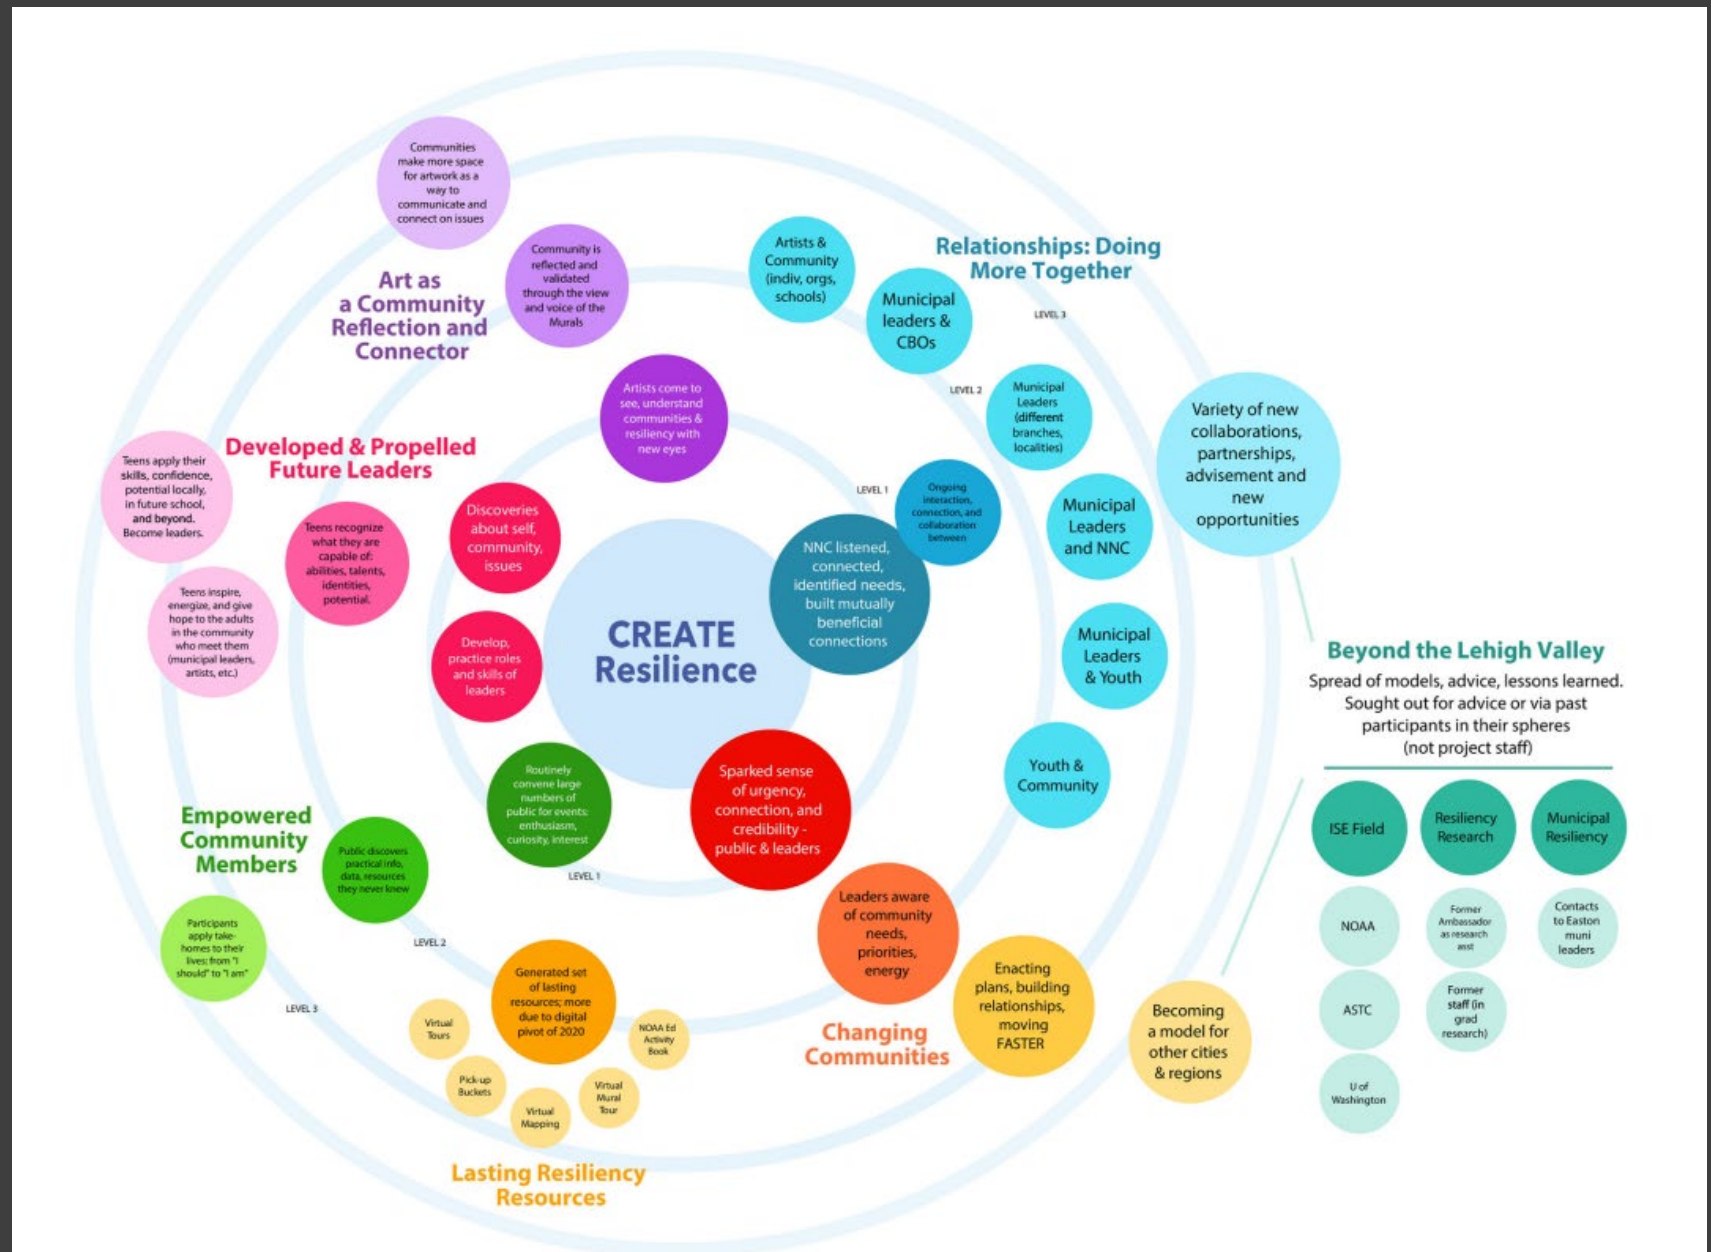 Communities
make more space
for artwork as a
way to
communicate and
connect on issues
Community is
reflected and
validated
through the view
and voice of the
Murals
Art as
a Community
Reflection and
Connector
Artists come to
see, understand
communities &
resiliency with
new eyes
Artists &
Community
(indiv, orgs,
schools)
Municipal
leaders &
CBOs
Relationships: Doing
More Together
LEVEL 3
LEVEL 2
Municipal
Leaders
(different
branches,
localities)
Variety of new
collaborations,
partnerships,
advisement and
new
opportunities
LEVEL 1
Ongoing
interaction,
connection, and
collaboration
between
Municipal
Leaders
and NNC
NNC listened,
connected,
identified needs,
built mutually
beneficial
connections
Municipal
Leaders
& Youth
Youth &
Community
Developed & Propelled
Future Leaders
Teens apply their
skills, confidence,
potential locally,
in future school,
and beyond.
Become leaders.
Teens recognize
what they are
capable of:
abilities, talents,
identities,
potential.
Discoveries
about self,
community,
issues
Teens inspire,
energize, and give
hope to the adults
in the community
who meet them
(municipal leaders,
artists, etc.)
Develop,
practice roles
and skills of
leaders
CREATE
Resilience
Routinely
convene large
numbers of
public for events:
enthusiasm,
curiosity, interest
LEVEL 1
Sparked sense
of urgency,
connection, and
credibility -
public & leaders
Empowered
Community
Members
Public discovers
practical info,
data, resources
they never knew
Participants
apply take-
homes to their
lives; from "I
should" to "I am"
LEVEL 2
LEVEL 3
Generated set
of lasting
resources; more
due to digital
pivot of 2020
Virtual
Tours
Pick-up
Buckets
Virtual
Mapping
Virtual
Mural
Tour
NOAA Ed
Activity
Book
Lasting Resiliency
Resources
Leaders aware
of community
needs,
priorities,
energy
Changing
Communities
Enacting
plans, building
relationships,
moving
FASTER
Becoming
a model for
other cities
& regions
Beyond the Lehigh Valley
Spread of models, advice, lessons learned.
Sought out for advice or via past
participants in their spheres
(not project staff)
ISE Field
Resiliency
Research
Municipal
Resiliency
NOAA
Former
Ambassador
as research
asst
Contacts
to Easton
muni
leaders
ASTC
Former
staff (in
grad
research)
U of
Washington